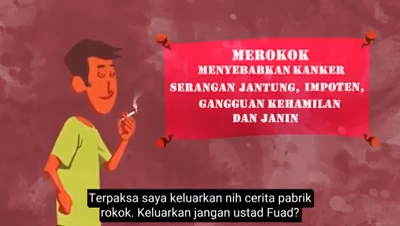 MEROKOK
MENYEBABKAN KANKER
SERANGAN JANTUNG, IMPOTEN,
GANGGUAN KEHAMILAN
DAN JANIN
Terpaksa saya keluarkan nih cerita pabrik
rokok. Keluarkan jangan ustad Fuad?